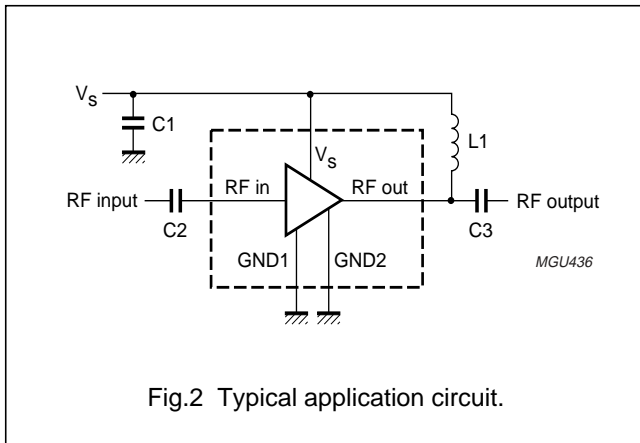 Vs
C1
L1
Vs
RF input
RF in
RF out
RF output
C2
C3
GND1
GND2
MGU436
Fig.2 Typical application circuit.